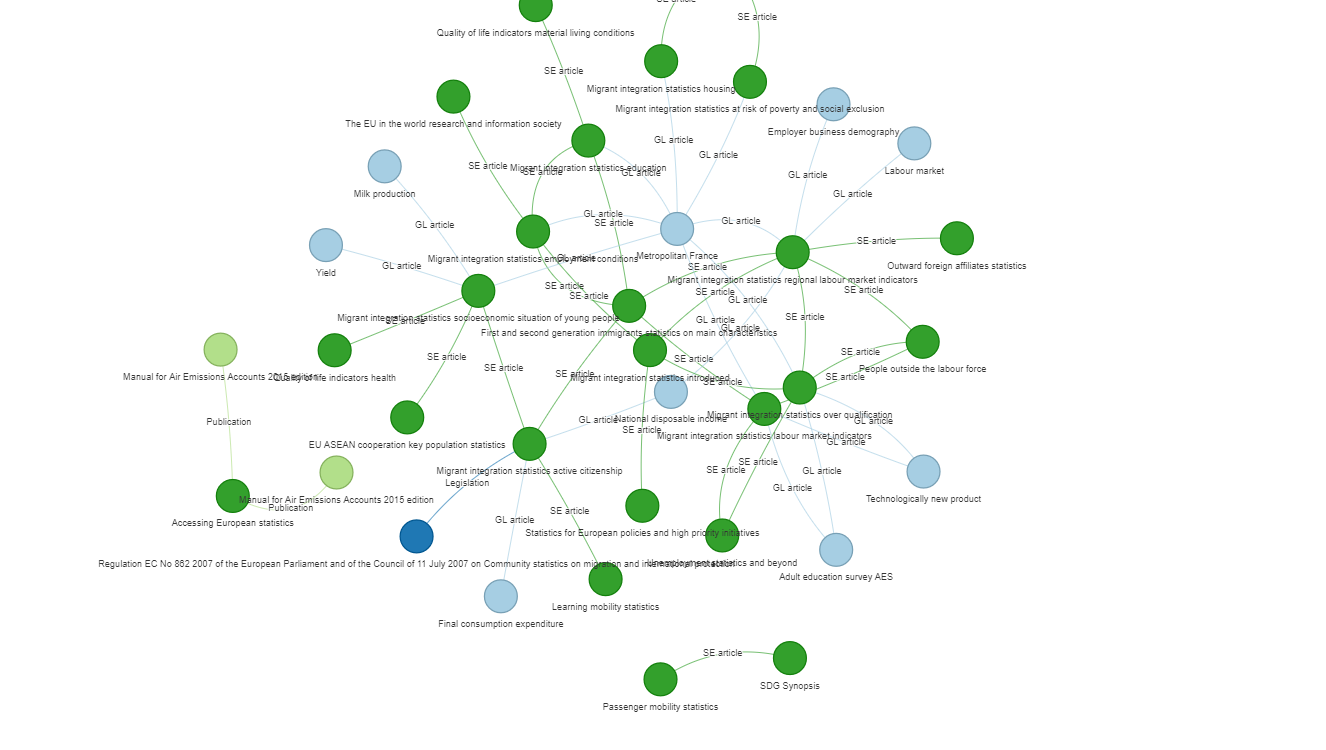 SE article
SE article
Quality of life indicators material living conditions
SE article
Migrant integration statistics housing
Migrant integration statistics at risk of poverty and social exclusion
The EU in the world research and information society
Employer business demography
GL article
GL article
SE article
Migrant integration statistics education
SE article
GL article
Labour market
GL article
GL article
Milk production
GL article
SE article
GL article
GL article
SE article
Metropolitan France
Migrant integration statistics employment conditions
GL article
GL article
Yield
SE article
Outward foreign affiliates statistics
SE article
Migrant integration statistics regional labour market indicators
SE article
SE article
SE article
SE article
GL article
Migrant integration statistics socioeconomic situation of young people
SE article
GL article
GL article
SE article
First and second generation immigrants statistics on main characteristics
SE article
SE article
SE article
SE article
People outside the labour force
Manual for Air Emissions Accounts 2015 edition
Quality of life indicators health
SE article
Migrant integration statistics introduced
SE article
SE article
Publication
GL article
National disposable income
Migrant integration statistics over qualification
GL article
SE article
Migrant integration statistics labour market indicators
GL article
EU ASEAN cooperation key population statistics
Migrant integration statistics active citizenship
SE article
SE article
GL article
Legislation
GL article
Manual for Air Emissions Accounts 2015 edition
Publication
Technologically new product
Accessing European statistics
GL article
SE article
Statistics for European policies and high priority initiatives
Regulation EC No 862 2007 of the European Parliament and of the Council of 11 July 2007 on Community statistics on migration and international protection
Unemployment statistics and beyond
Adult education survey AES
Learning mobility statistics
Final consumption expenditure
SE article
SDG Synopsis
Passenger mobility statistics